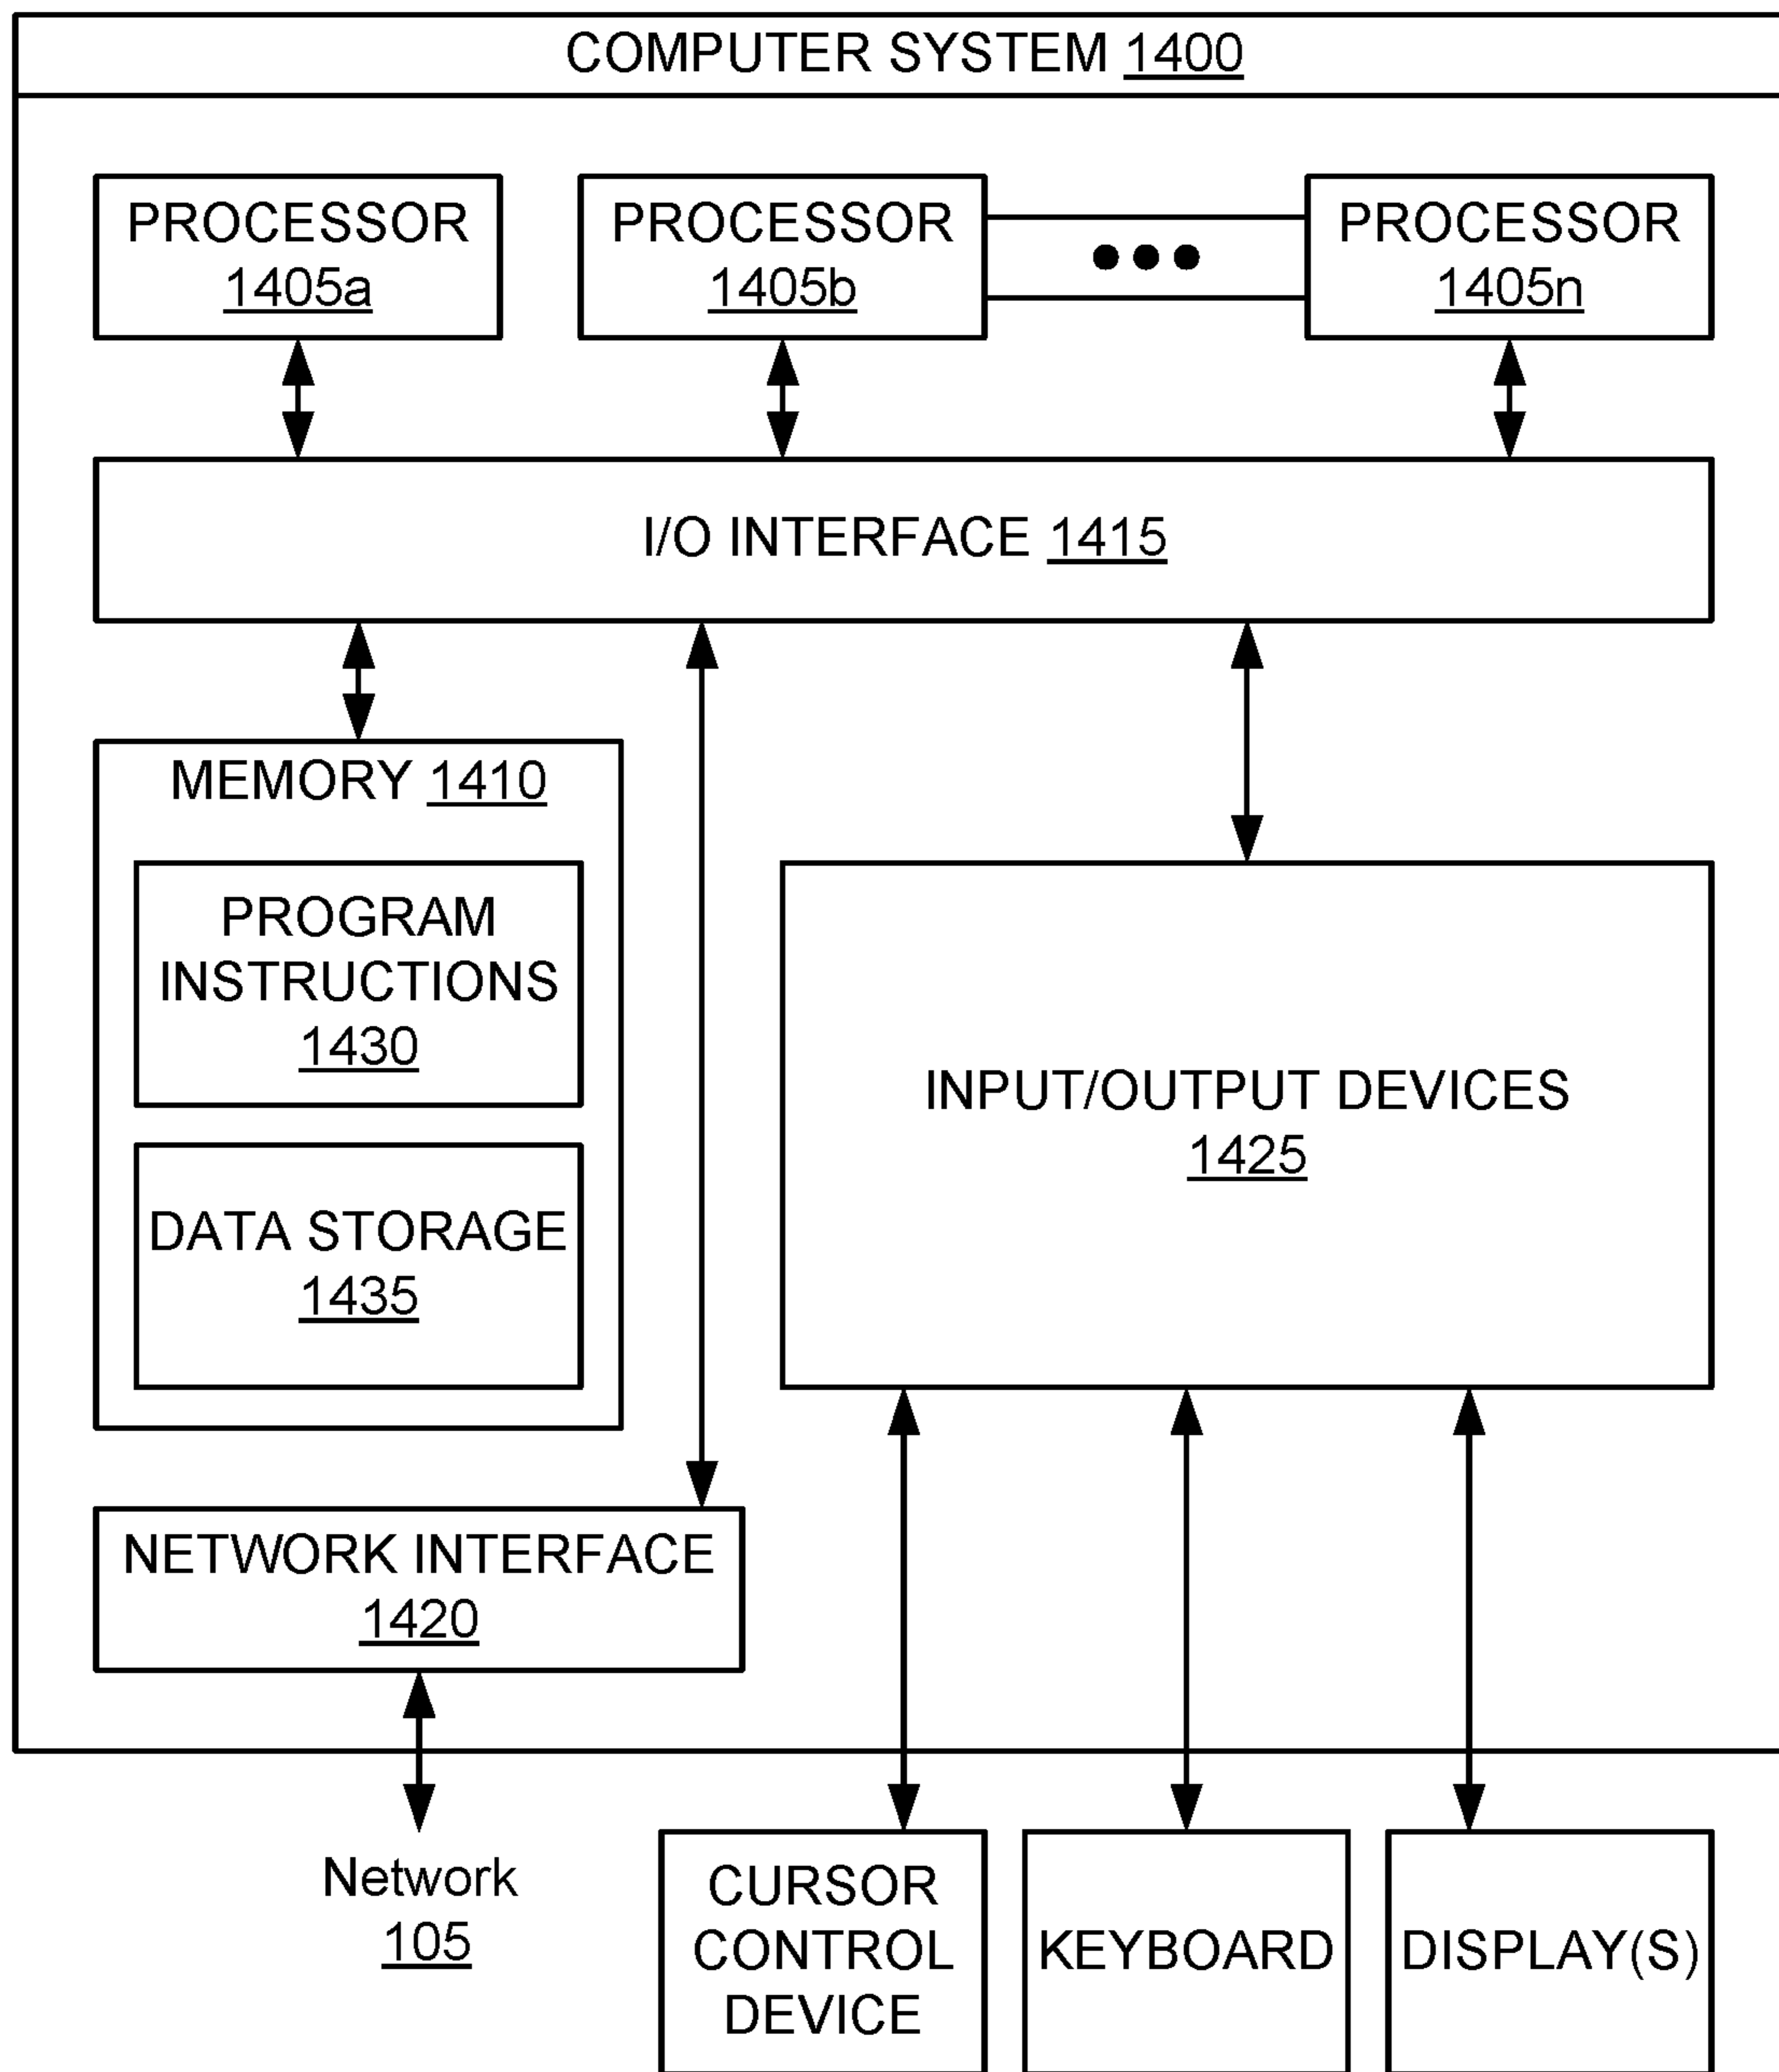 COMPUTER SYSTEM 1400
PROCESSOR
1405a
PROCESSOR
1405b
PROCESSOR
1405n
I/O INTERFACE 1415
MEMORY 1410
PROGRAM
INSTRUCTIONS
1430
DATA STORAGE
1435
INPUT/OUTPUT DEVICES
1425
NETWORK INTERFACE
1420
Network
105
CURSOR
CONTROL
DEVICE
KEYBOARD
DISPLAY(S)